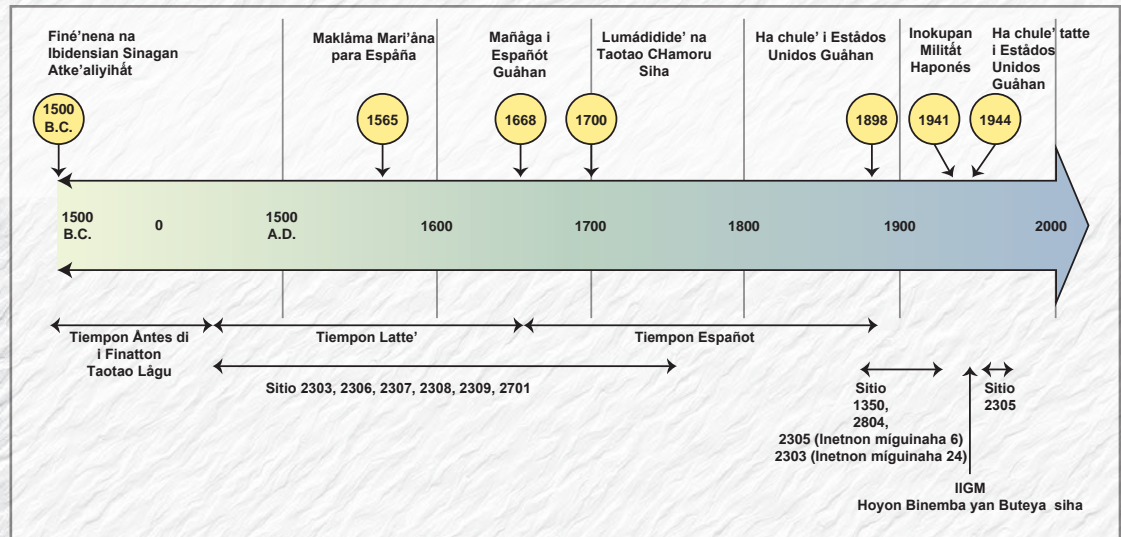 Finé’nena na
Ibidensian Sinagan
Atke’aliyihåt
Maklåma Mari’åna
para Espåña
Mañåga i
Españót
Guåhan
Lumádidide’ na
Taotao CHamoru
Siha
Ha chule’ i Estådos
Unidos Guåhan
Inokupan
Militåt
Haponés
Ha chule’ tatte
i Estådos
Unidos
Guåhan
1500
B.C.
1565
1668
1700
1898
1941
1944
1500
B.C.
0
1500
A.D.
1600
1700
1800
1900
2000
Tiempon Åntes di
i Finatton
Taotao Lågu
Tiempon Latte’
Tiempon Españot
Sitio 2303, 2306, 2307, 2308, 2309, 2701
Sitio
1350,
2804,
2305 (Inetnon míguinaha 6)
2303 (Inetnon míguinaha 24)
Sitio
2305
IIGM
Hoyon Binemba yan Buteya siha